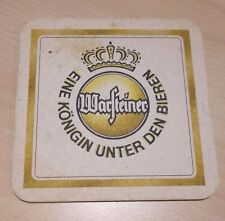 Warsteiner
EINE KÖNIGIN UNTER DEN BIEREN